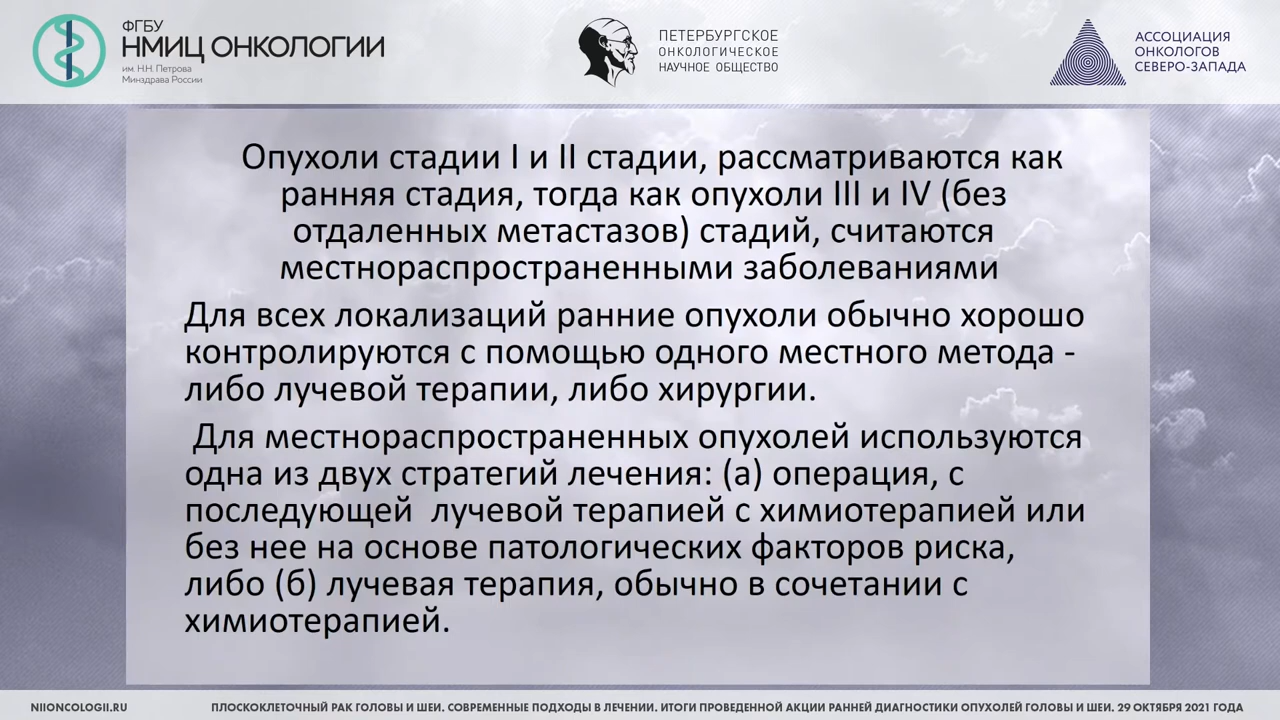 ФГБУ
НМИЦ ОНКОЛОГИИ
им. Н.Н. Петрова
Минздрава России
ПЕТЕРБУРГСКОЕ
ОНКОЛОГИЧЕСКОЕ
НАУЧНОЕ ОБЩЕСТВО
АССОЦИАЦИЯ
ОНКОЛОГОВ
СЕВЕРО-ЗАПАДА
Опухоли стадии I и II стадии, рассматриваются как
ранняя стадия, тогда как опухоли III и IV (без
отдаленных метастазов) стадий, считаются
местнораспространенными заболеваниями
Для всех локализаций ранние опухоли обычно хорошо
контролируются с помощью одного местного метода -
либо лучевой терапии, либо хирургии.
Для местнораспространенных опухолей используются
одна из двух стратегий лечения: (а) операция, с
последующей лучевой терапией с химиотерапией или
без нее на основе патологических факторов риска,
либо (б) лучевая терапия, обычно в сочетании с
химиотерапией.
NIIONCOLOGII.RU
ПЛОСКОКЛЕТОЧНЫЙ РАК ГОЛОВЫ И ШЕИ. СОВРЕМЕННЫЕ ПОДХОДЫ В ЛЕЧЕНИИ. ИТОГИ ПРОВЕДЕННОЙ АКЦИИ РАННЕЙ ДИАГНОСТИКИ ОПУХОЛЕЙ ГОЛОВЫ И ШЕИ. 29 ОКТЯБРЯ 2021 ГОДА